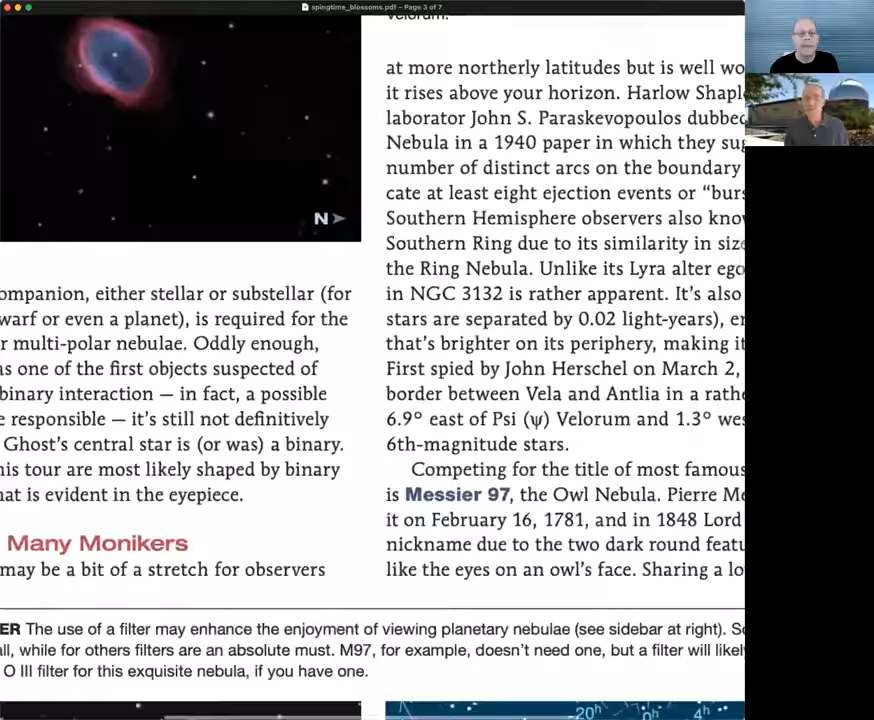 spingtime_blossoms.pdf – Page 3 of 7
N
ompanion, either stellar or substellar (for
warf or even a planet), is required for the
r multi-polar nebulae. Oddly enough,
as one of the first objects suspected of
binary interaction — in fact, a possible
e responsible — it's still not definitively
Ghost's central star is (or was) a binary.
his tour are most likely shaped by binary
hat is evident in the eyepiece.
Many Monikers
may be a bit of a stretch for observers
Velorum.
at more northerly latitudes but is well wo
it rises above your horizon. Harlow Shapl
laborator John S. Paraskevopoulos dubbed
Nebula in a 1940 paper in which they sug
number of distinct arcs on the boundary
cate at least eight ejection events or “burs
Southern Hemisphere observers also know
Southern Ring due to its similarity in size
the Ring Nebula. Unlike its Lyra alter ego
in NGC 3132 is rather apparent. It's also
stars are separated by 0.02 light-years), en
that's brighter on its periphery, making it
First spied by John Herschel on March 2,
border between Vela and Antlia in a rathe
6.9° east of Psi (ψ) Velorum and 1.3° wes
6th-magnitude stars.
Competing for the title of most famous
is Messier 97, the Owl Nebula. Pierre Me
it on February 16, 1781, and in 1848 Lord
nickname due to the two dark round featu
like the eyes on an owl's face. Sharing a lo
ER The use of a filter may enhance the enjoyment of viewing planetary nebulae (see sidebar at right). So
all, while for others filters are an absolute must. M97, for example, doesn't need one, but a filter will likely
O III filter for this exquisite nebula, if you have one.
-20h 0h 4h